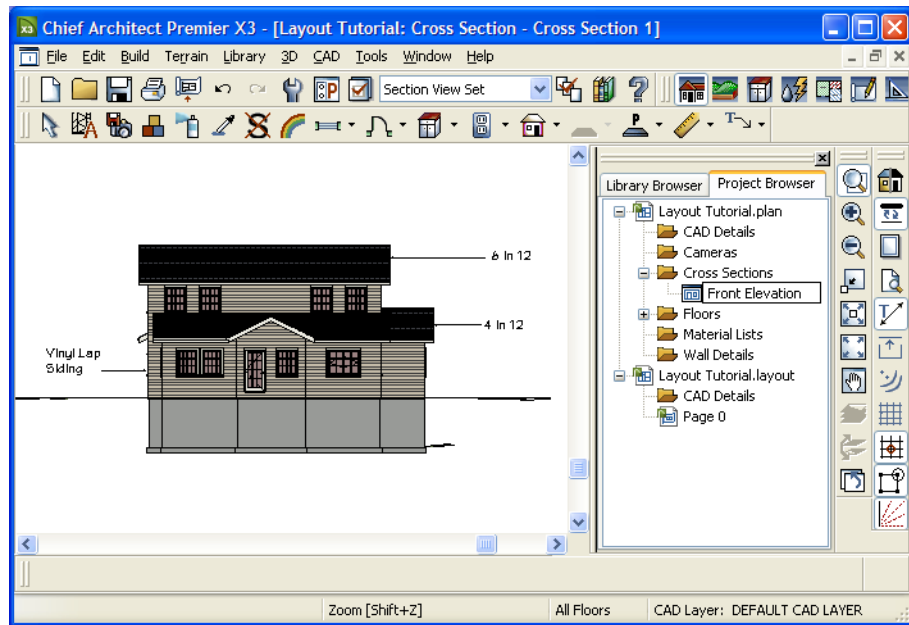 X3 Chief Architect Premier X3 - [Layout Tutorial: Cross Section - Cross Section 1]
File Edit Build Terrain Library 3D CAD Tools Window Help
Section View Set
Library Browser Project Browser
Layout Tutorial.plan
CAD Details
Cameras
Cross Sections
Front Elevation
Floors
Material Lists
Wall Details
Layout Tutorial.layout
CAD Details
Page 0
6 in 12
4 in 12
Vinyl Lap
Siding
Zoom [Shift+Z] All Floors CAD Layer: DEFAULT CAD LAYER